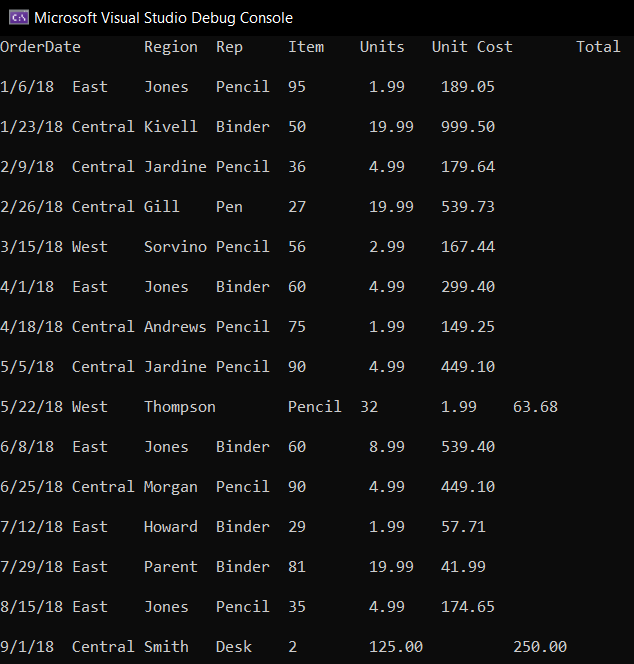 Microsoft Visual Studio Debug Console
OrderDate Region Rep Item Units Unit Cost Total
1/6/18 East Jones Pencil 95 1.99 189.05
1/23/18 Central Kivell Binder 50 19.99 999.50
2/9/18 Central Jardine Pencil 36 4.99 179.64
2/26/18 Central Gill Pen 27 19.99 539.73
3/15/18 West Sorvino Pencil 56 2.99 167.44
4/1/18 East Jones Binder 60 4.99 299.40
4/18/18 Central Andrews Pencil 75 1.99 149.25
5/5/18 Central Jardine Pencil 90 4.99 449.10
5/22/18 West Thompson Pencil 32 1.99 63.68
6/8/18 East Jones Binder 60 8.99 539.40
6/25/18 Central Morgan Pencil 90 4.99 449.10
7/12/18 East Howard Binder 29 1.99 57.71
7/29/18 East Parent Binder 81 19.99 41.99
8/15/18 East Jones Pencil 35 4.99 174.65
9/1/18 Central Smith Desk 2 125.00 250.00